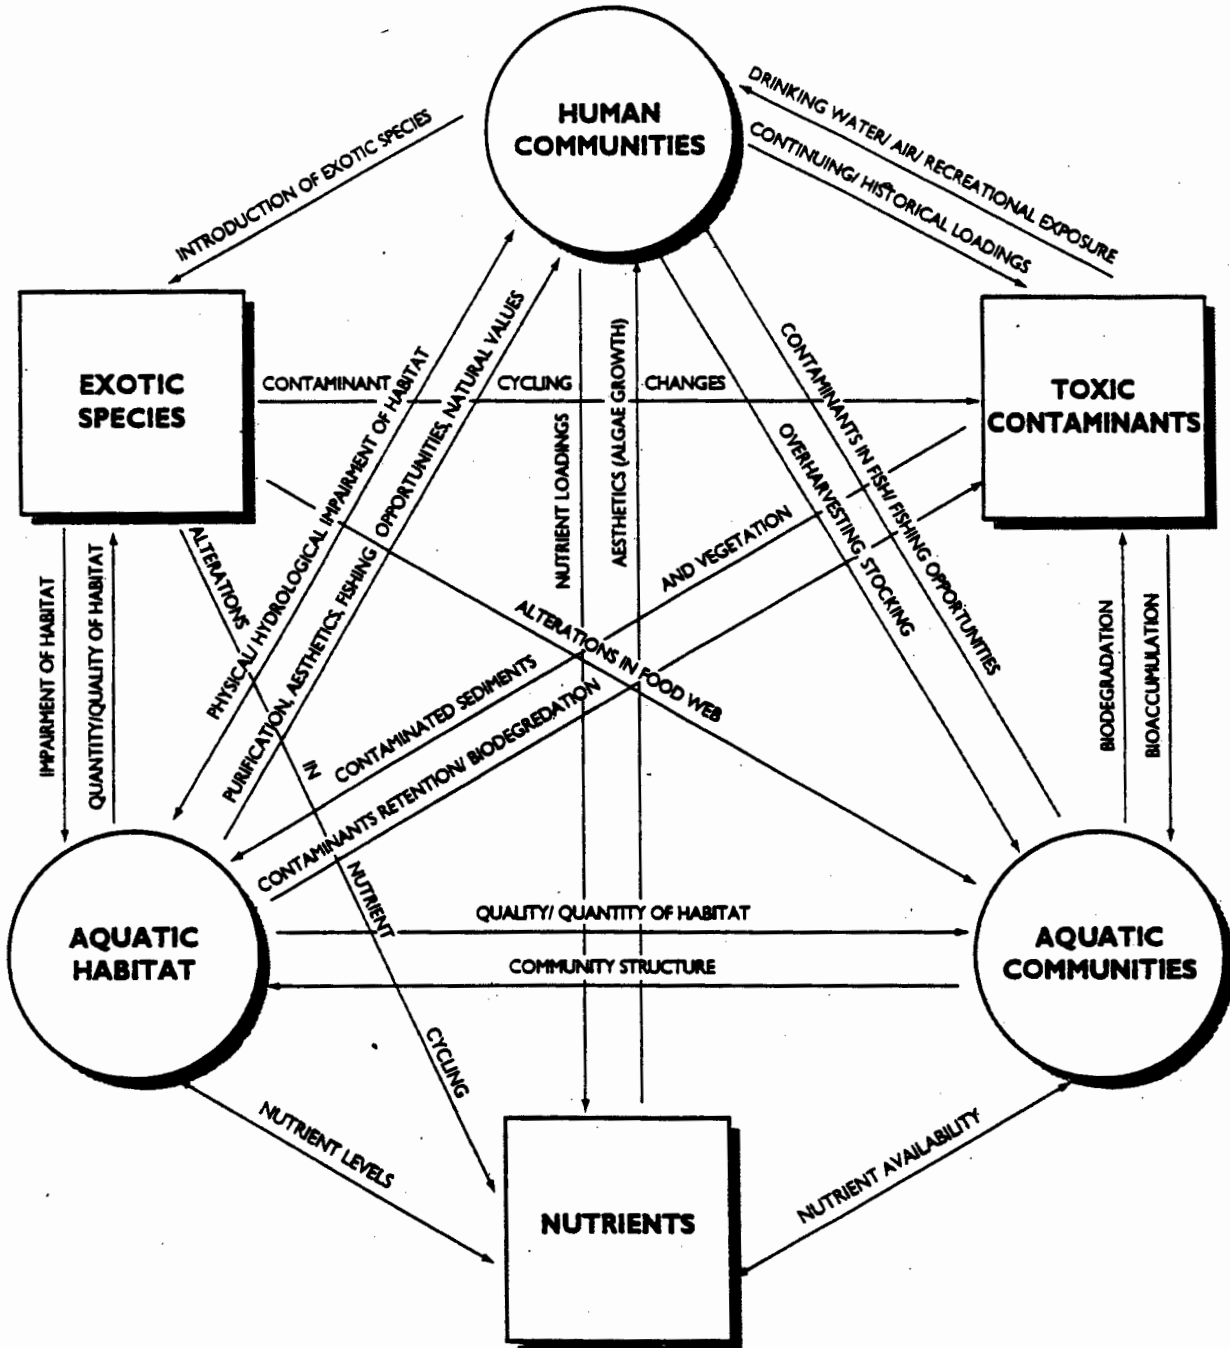 HUMAN
COMMUNITIES
DRINKING WATER/ AIR/ RECREATIONAL EXPOSURE
CONTINUING/ HISTORICAL LOADINGS
INTRODUCTION OF EXOTIC SPECIES
EXOTIC
SPECIES
TOXIC
CONTAMINANTS
CONTAMINANT CYCLING CHANGES
PHYSICAL/ HYDROLOGICAL IMPAIRMENT OF HABITAT
PURIFICATION, AESTHETICS, FISHING OPPORTUNITIES, NATURAL VALUES
NUTRIENT LOADINGS
AESTHETICS (ALGAE GROWTH)
CONTAMINANTS IN FISH/ FISHING OPPORTUNITIES
OVERHARVESTING, STOCKING
IMPAIRMENT OF HABITAT
QUANTITY/QUALITY OF HABITAT
ALTERATIONS IN NUTRIENT CYCLING
ALTERATIONS IN FOOD WEB
CONTAMINATED SEDIMENTS AND VEGETATION
CONTAMINANTS RETENTION/ BIODEGREDATION
BIODEGRADATION
BIOACCUMULATION
AQUATIC
HABITAT
QUALITY/ QUANTITY OF HABITAT
COMMUNITY STRUCTURE
AQUATIC
COMMUNITIES
NUTRIENT LEVELS
NUTRIENT AVAILABILITY
NUTRIENTS